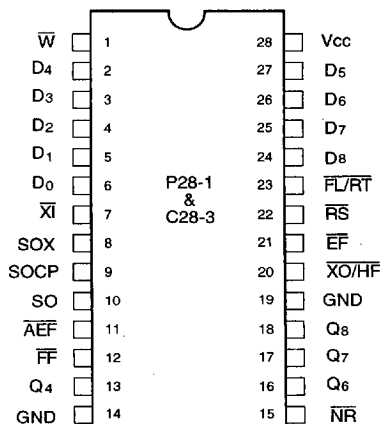 W̅ 1 28 Vcc
D4 2 27 D5
D3 3 26 D6
D2 4 25 D7
D1 5 24 D8
D0 6 P28-1 23 F̅L̅/R̅T̅
&
X̅I̅ 7 C28-3 22 R̅S̅
SOX 8 21 E̅F̅
SOCP 9 20 X̅O̅/H̅F̅
SO 10 19 GND
A̅E̅F̅ 11 18 Q8
F̅F̅ 12 17 Q7
Q4 13 16 Q6
GND 14 15 N̅R̅